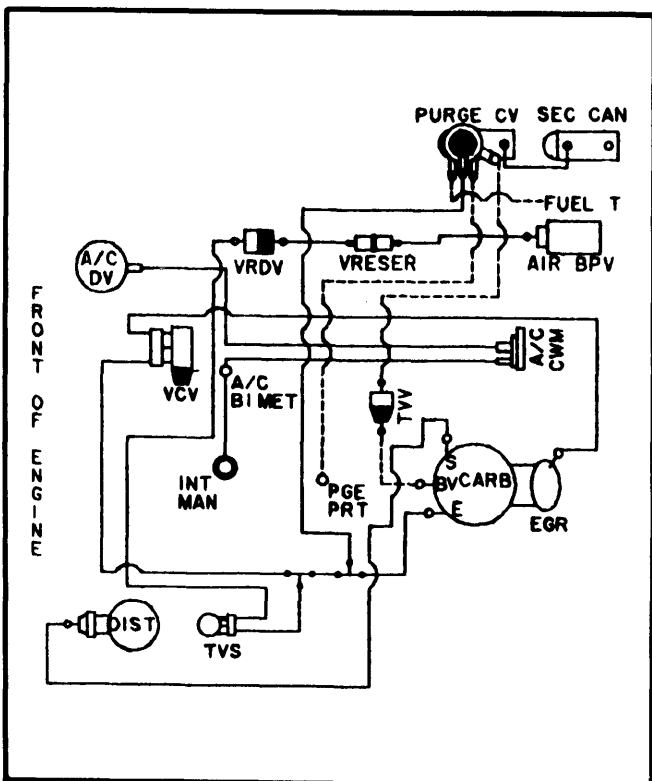 PURGE CV
SEC CAN
FUEL T
A/C
DV
VRDV
VRESER
AIR BPV
FRONT OF ENGINE
VCV
A/C
BIMET
A/C
CWM
TVV
INT
MAN
PGE
PRT
S
BV
CARB
E
EGR
DIST
TVS